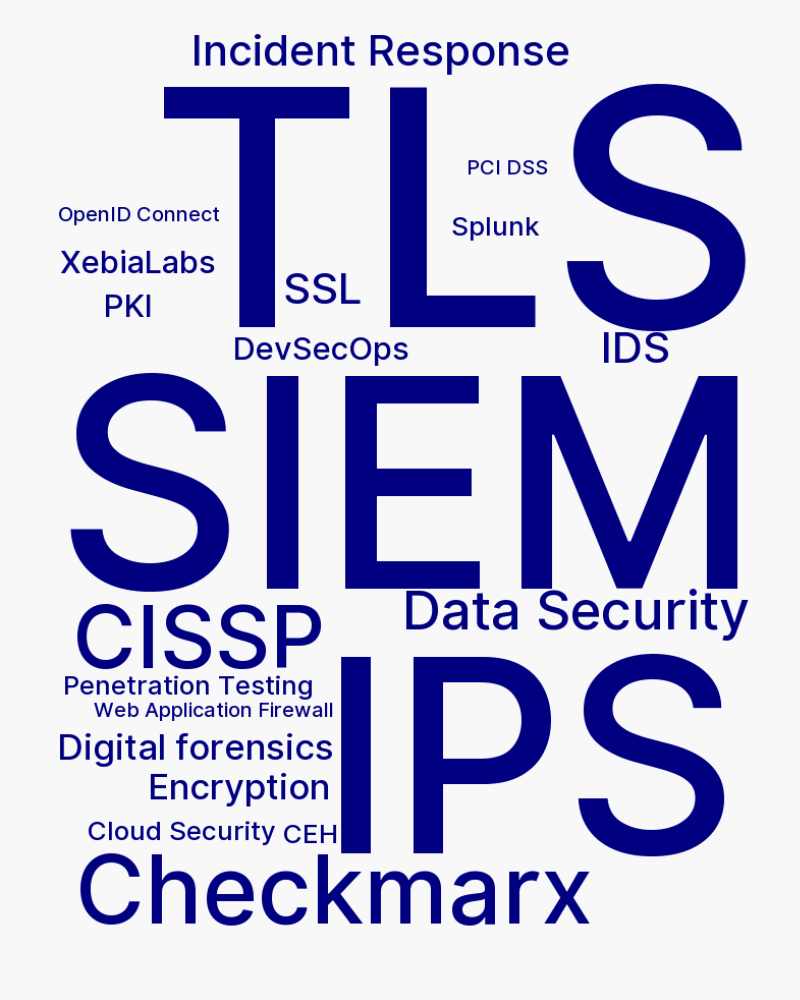 Incident Response
TLS
PCI DSS
OpenID Connect
Splunk
XebiaLabs
SSL
PKI
DevSecOps
IDS
SIEM
Data Security
CISSP
Penetration Testing
IPS
Web Application Firewall
Digital forensics
Encryption
Cloud Security
CEH
Checkmarx